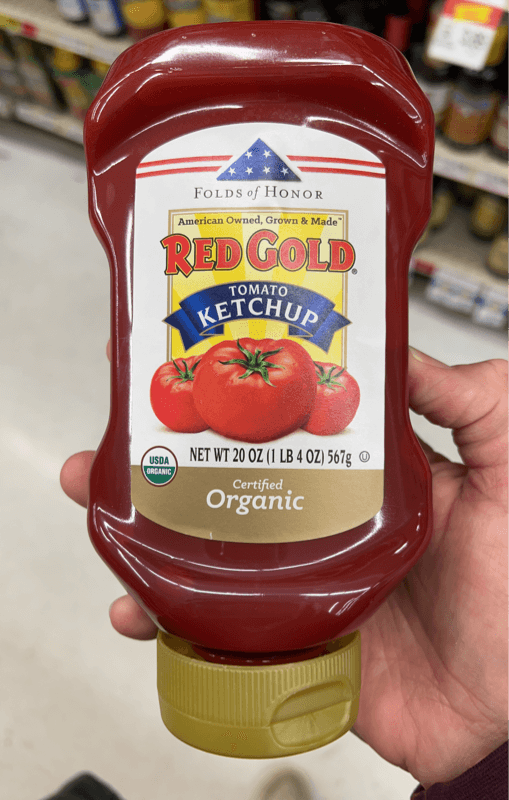 FOLDS of HONOR
American Owned, Grown & Made™
RED GOLD®
TOMATO
KETCHUP
USDA
ORGANIC
NET WT 20 OZ (1 LB 4 OZ) 567g Ⓤ
Certified
Organic